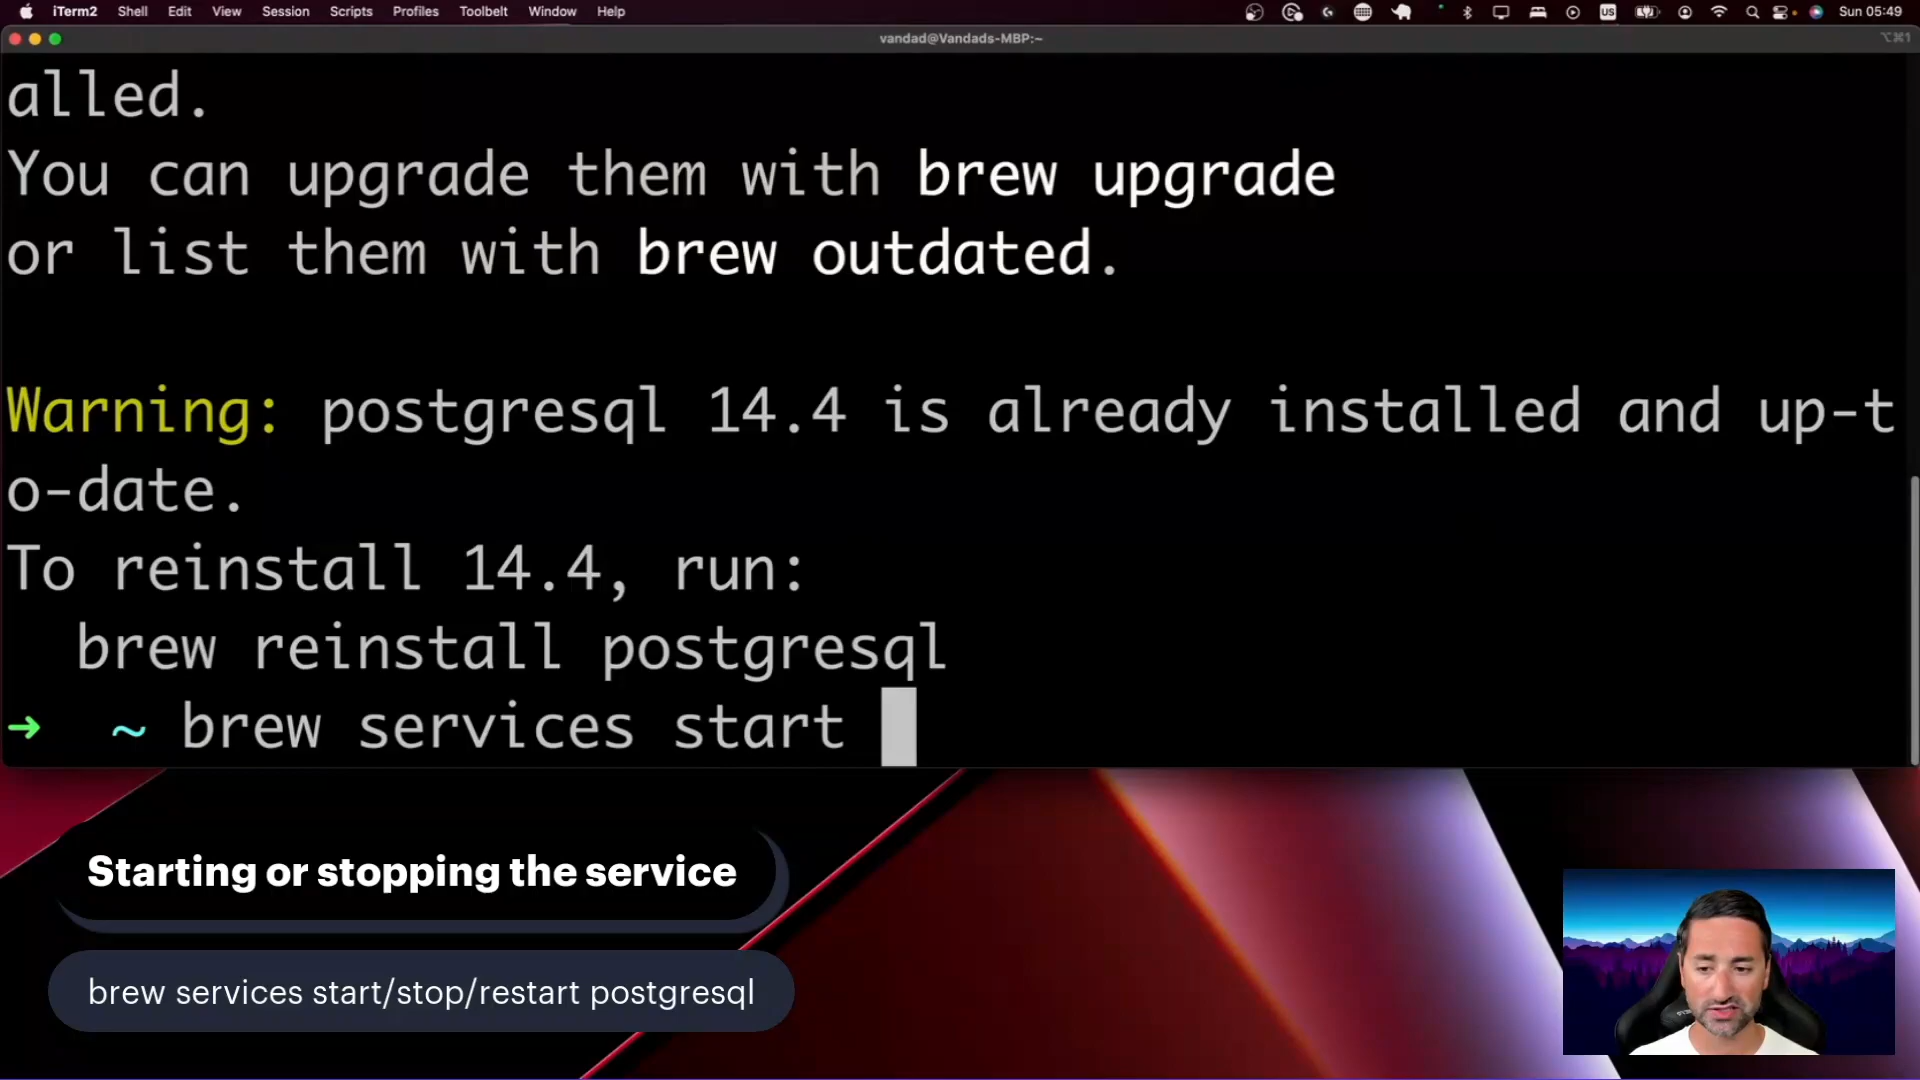 iTerm2 Shell Edit View Session Scripts Profiles Toolbelt Window Help US Sun 05:49
vandad@Vandads-MBP:~ ⌥⌘1
alled.
You can upgrade them with brew upgrade
or list them with brew outdated.
Warning: postgresql 14.4 is already installed and up-t
o-date.
To reinstall 14.4, run:
brew reinstall postgresql
➜ ~ brew services start
Starting or stopping the service
brew services start/stop/restart postgresql